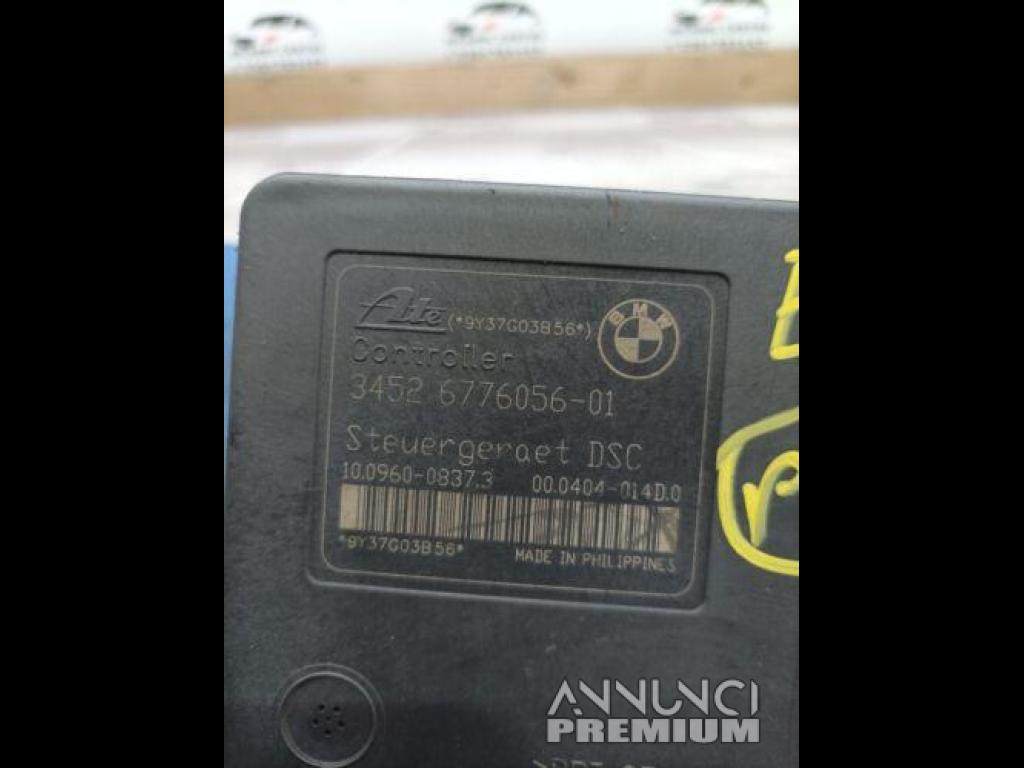 Ate (*9Y37G03B56*) BMW
Controller
3452 6776056-01
Steuergeraet DSC
10.0960-0837.3 00.0404-014D.0
*9Y37G03B56* MADE IN PHILIPPINES
ANNUNCI
PREMIUM